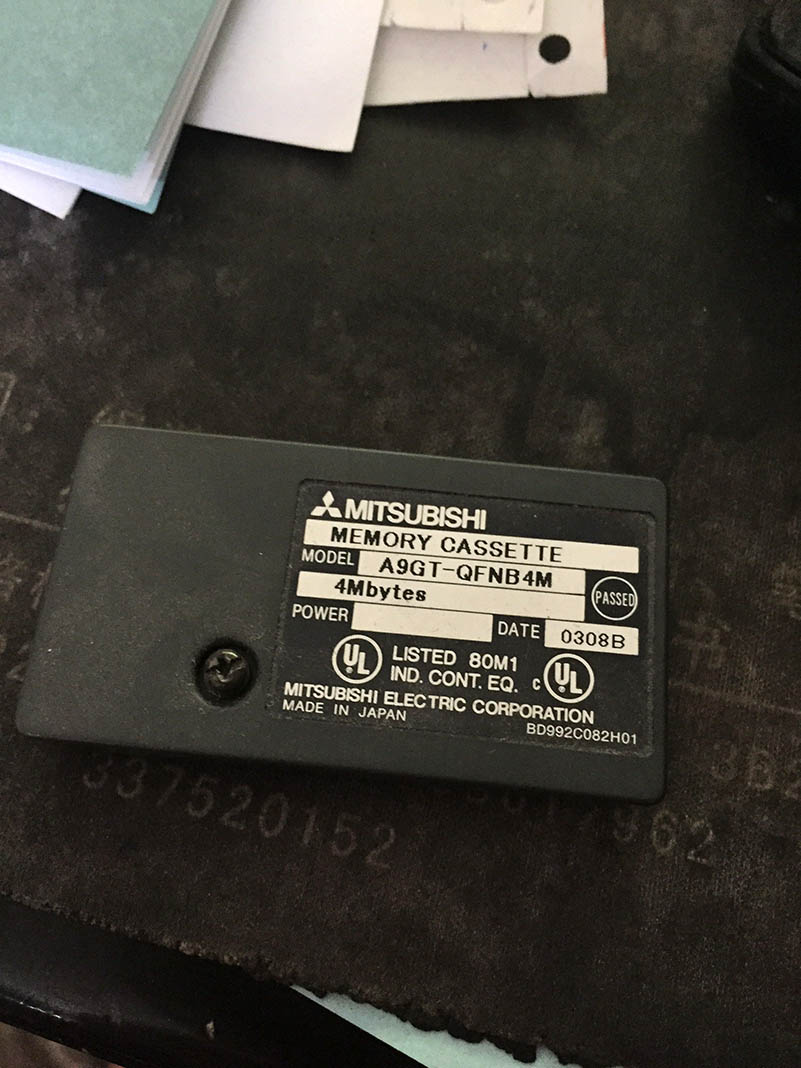 MITSUBISHI
MEMORY CASSETTE
MODEL A9GT-QFNB4M
4Mbytes
PASSED
POWER
DATE 0308B
UL LISTED 80M1
IND. CONT. EQ. c UL
MITSUBISHI ELECTRIC CORPORATION
MADE IN JAPAN
BD992C082H01
337520152
962